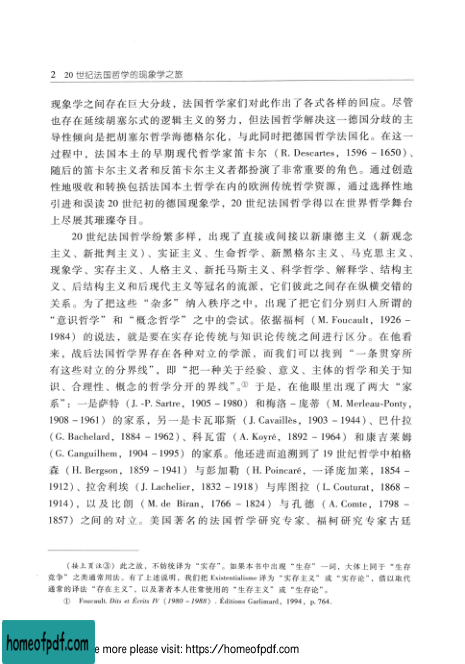 2 20 世纪法国哲学的现象学之旅
现象学之间存在巨大分歧，法国哲学家们对此作出了各式各样的回应。尽管
也存在延续胡塞尔式的逻辑主义的努力，但法国哲学解决这一德国分歧的主
导性倾向是把胡塞尔哲学海德格尔化，与此同时把德国哲学法国化。在这一
过程中，法国本土的早期现代哲学家笛卡尔（R. Descartes，1596－1650）、
随后的笛卡尔主义者和反笛卡尔主义者都扮演了非常重要的角色。通过创造
性地吸收和转换包括法国本土哲学在内的欧洲传统哲学资源，通过选择性地
引进和误读 20 世纪初的德国现象学，20 世纪法国哲学得以在世界哲学舞台
上尽展其璀璨夺目。
20 世纪法国哲学纷繁多样，出现了直接或间接以新康德主义（新观念
主义、新批判主义）、实证主义、生命哲学、新黑格尔主义、马克思主义、
现象学、实存主义、人格主义、新托马斯主义、科学哲学、解释学、结构主
义、后结构主义和后现代主义等冠名的流派，它们彼此之间存在纵横交错的
关系。为了把这些“杂多”纳入秩序之中，出现了把它们分别归入所谓的
“意识哲学”和“概念哲学”之中的尝试。依据福柯（M. Foucault，1926－
1984）的说法，就是要在实存论传统与知识论传统之间进行区分。在他看
来，战后法国哲学界存在各种对立的学派，而我们可以找到“一条贯穿所
有这些对立的分界线”，即“把一种关于经验、意义、主体的哲学和关于知
识、合理性、概念的哲学分开的界线”。① 于是，在他眼里出现了两大“家
系”：一是萨特（J. -P. Sartre，1905－1980）和梅洛－庞蒂（M. Merleau-Ponty，
1908－1961）的家系，另一是卡瓦耶斯（J. Cavaillès，1903－1944）、巴什拉
（G. Bachelard，1884－1962）、科瓦雷（A. Koyré，1892－1964）和康吉莱姆
（G. Canguilhem，1904－1995）的家系。他还进而追溯到了 19 世纪哲学中柏格
森（H. Bergson，1859－1941）与彭加勒（H. Poincaré，一译庞加莱，1854－
1912）、拉舍利埃（J. Lachelier，1832－1918）与库图拉（L. Couturat，1868－
1914），以及比朗（M. de Biran，1766－1824）与孔德（A. Comte，1798－
1857）之间的对立。美国著名的法国哲学研究专家、福柯研究专家古廷
（接上页注③）此之故，不妨统译为“实存”。如果本书中出现“生存”一词，大体上同于“生存
竞争”之类通常用法。有了上述说明，我们把 Existentialisme 译为“实存主义”或“实存论”，借以取代
通常的译法“存在主义”，以及著者本人往常使用的“生存主义”或“生存论”。
① Foucault, Dits et Écrits IV (1980－1988), Éditions Gallimard, 1994, p. 764.
homeofpdf.com
e more please visit: https://homeofpdf.com